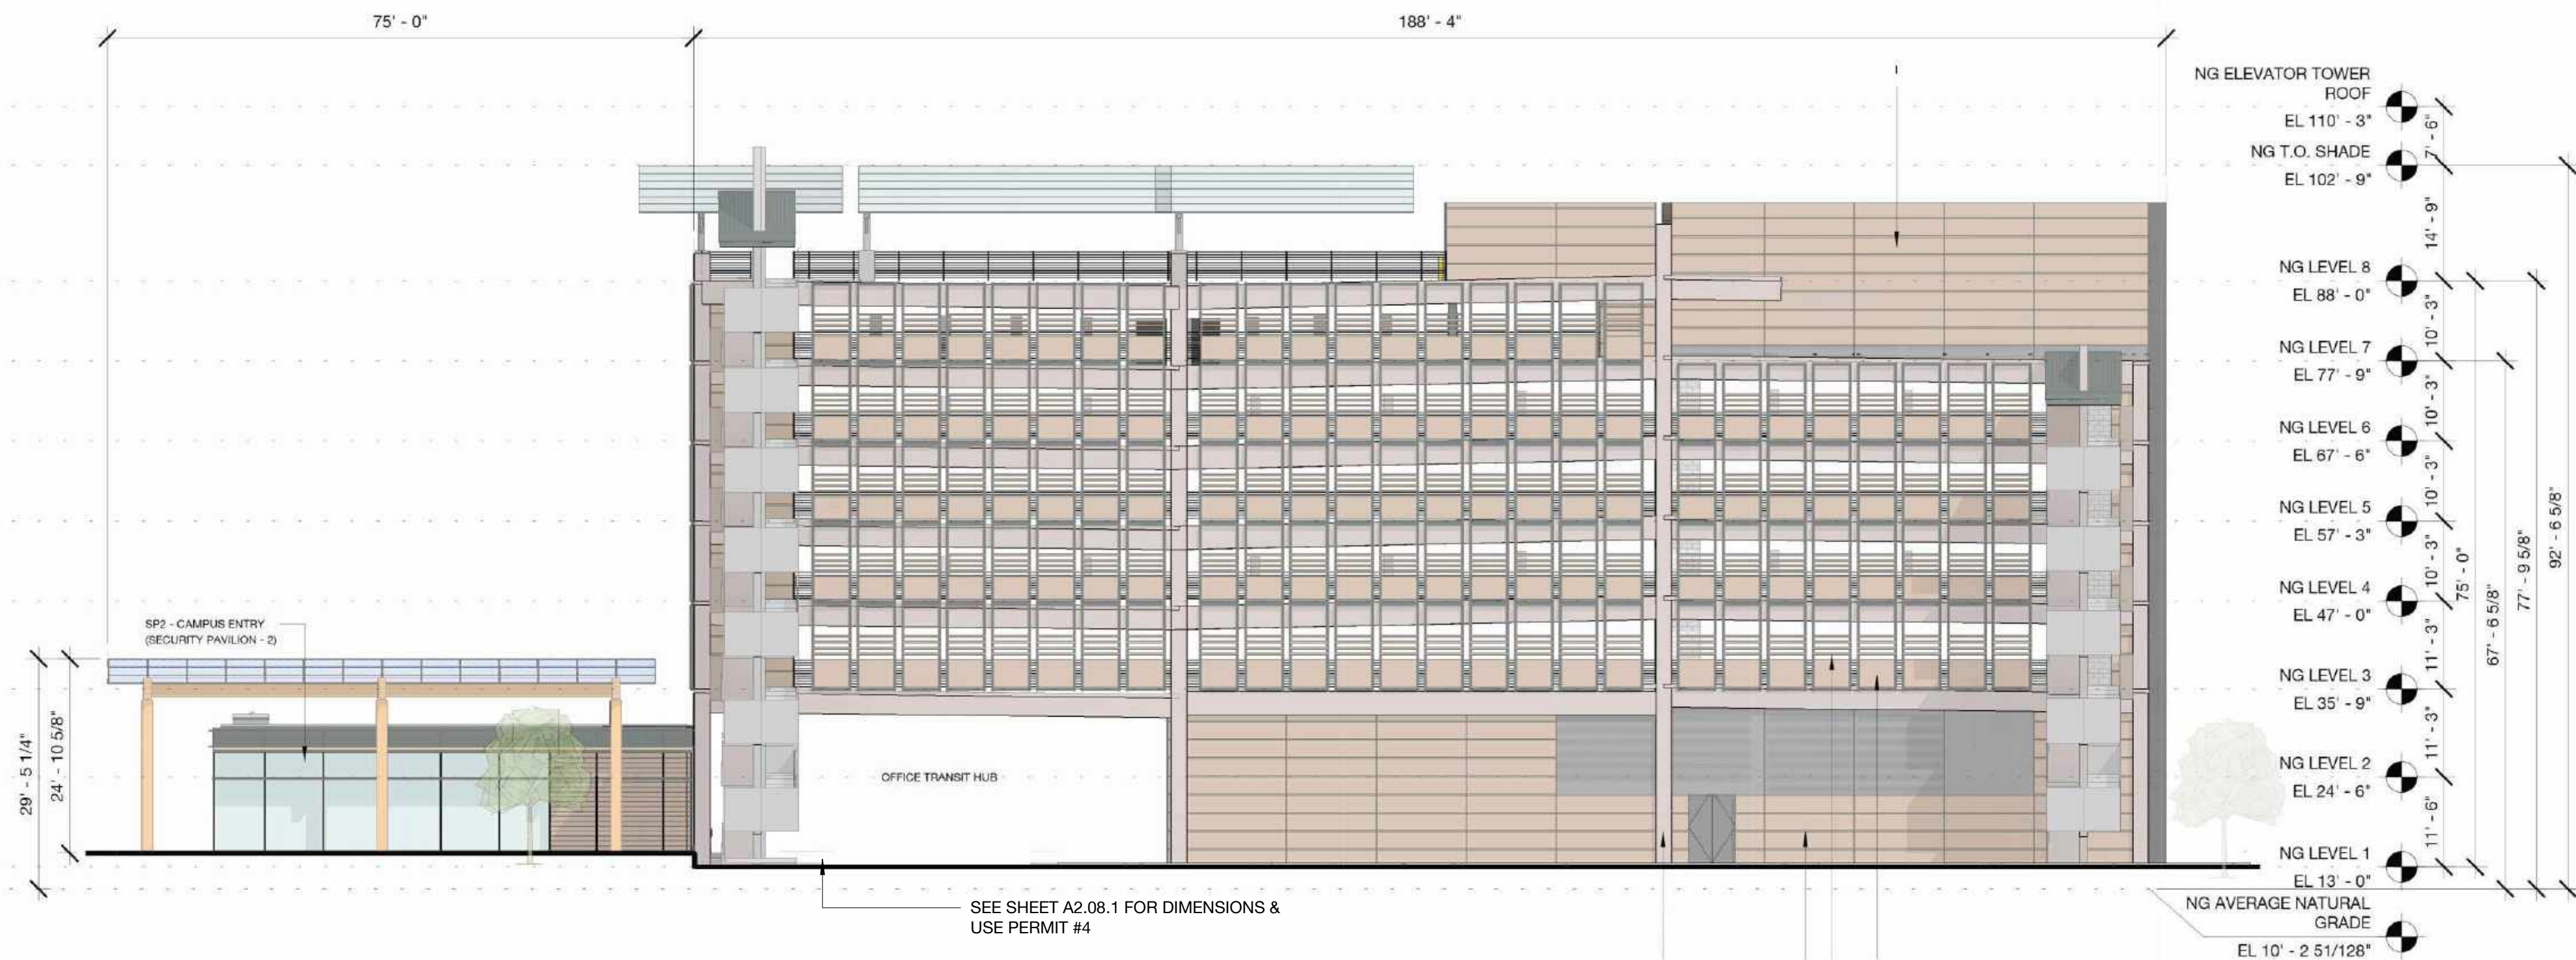 75' - 0"
188' - 4"
NG ELEVATOR TOWER
ROOF
EL 110' - 3"
7' - 6"
NG T.O. SHADE
EL 102' - 9"
14' - 9"
NG LEVEL 8
EL 88' - 0"
10' - 3"
NG LEVEL 7
EL 77' - 9"
10' - 3"
NG LEVEL 6
EL 67' - 6"
10' - 3"
NG LEVEL 5
EL 57' - 3"
10' - 3"
NG LEVEL 4
EL 47' - 0"
11' - 3"
NG LEVEL 3
EL 35' - 9"
11' - 3"
NG LEVEL 2
EL 24' - 6"
11' - 6"
NG LEVEL 1
EL 13' - 0"
NG AVERAGE NATURAL
GRADE
EL 10' - 2 51/128"
75' - 0"
67' - 6 5/8"
77' - 9 5/8"
92' - 6 5/8"
SP2 - CAMPUS ENTRY
(SECURITY PAVILION - 2)
29' - 5 1/4"
24' - 10 5/8"
OFFICE TRANSIT HUB
SEE SHEET A2.08.1 FOR DIMENSIONS &
USE PERMIT #4